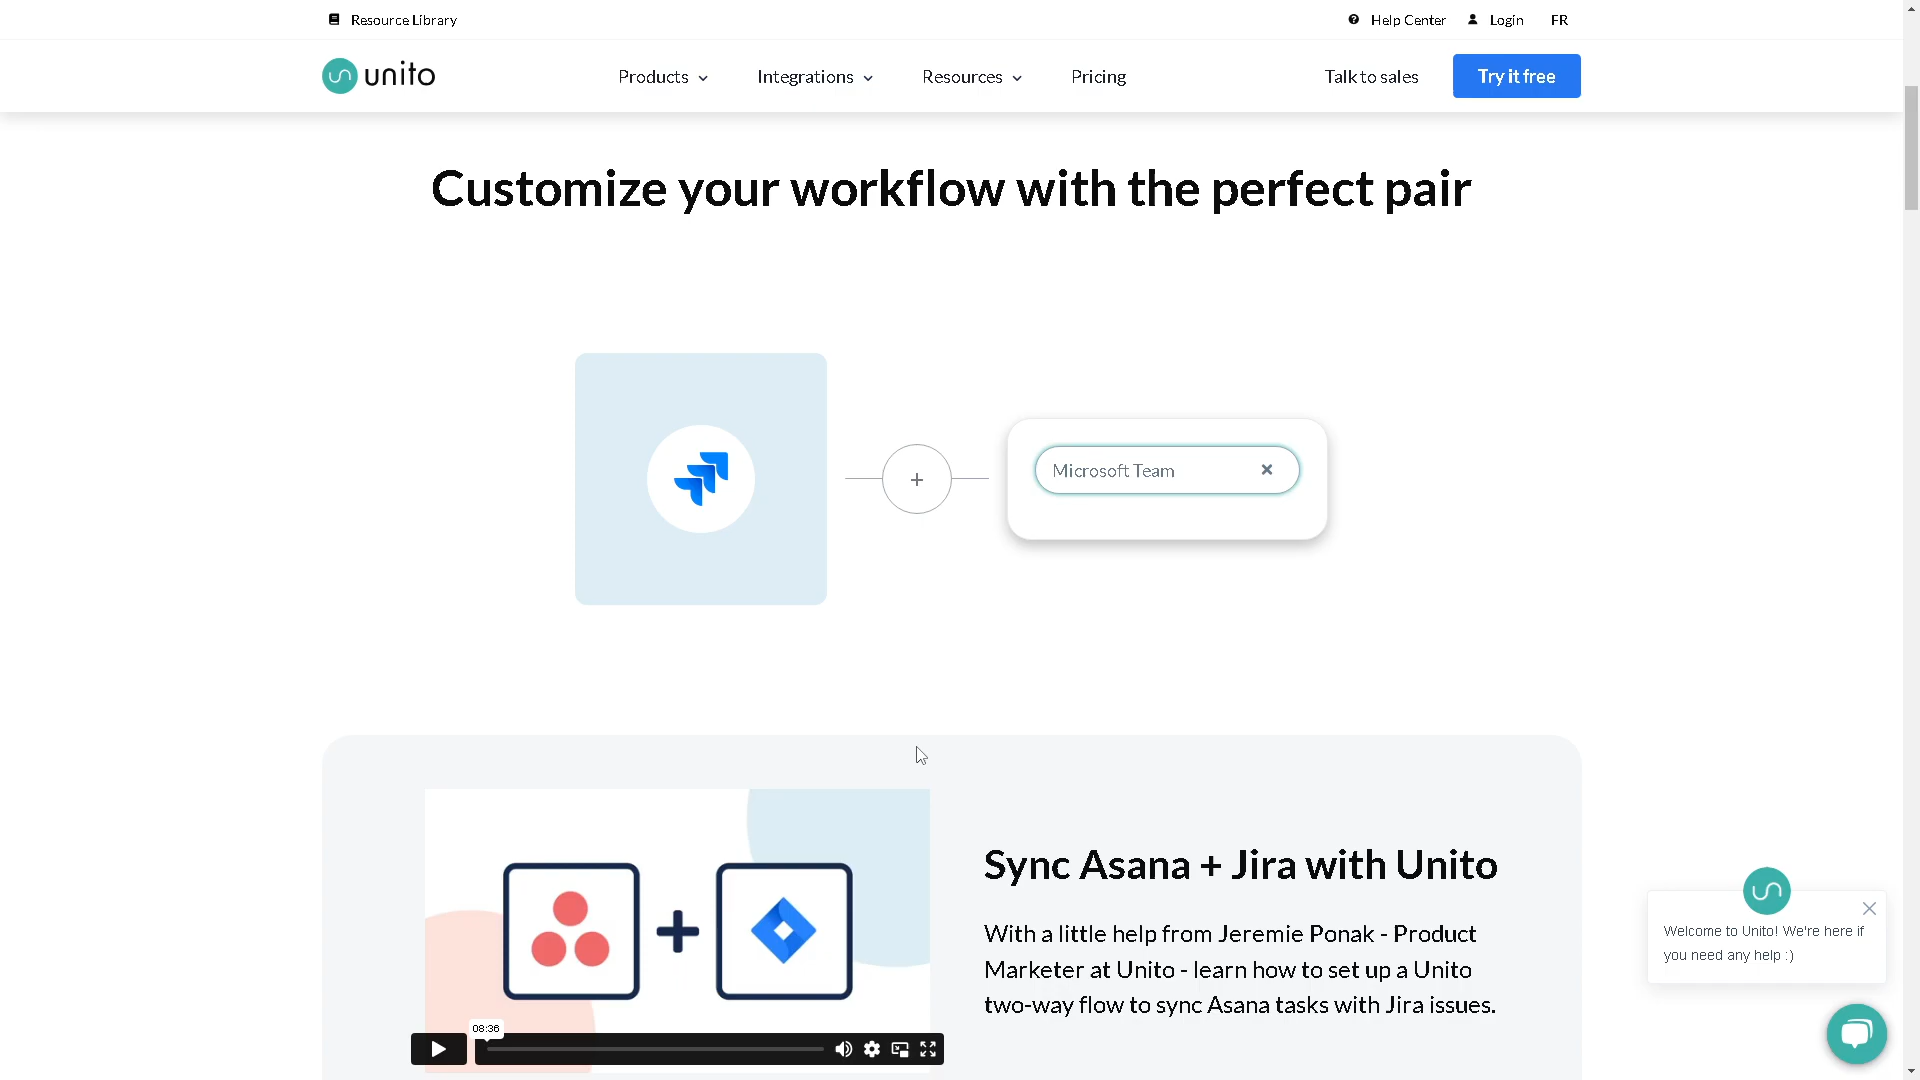 Resource Library
Help Center
Login
FR
unito
Products
Integrations
Resources
Pricing
Talk to sales
Try it free
Customize your workflow with the perfect pair
+
Microsoft Team
Sync Asana + Jira with Unito
With a little help from Jeremie Ponak - Product
Marketer at Unito - learn how to set up a Unito
two-way flow to sync Asana tasks with Jira issues.
08:36
Welcome to Unito! We're here if
you need any help :)